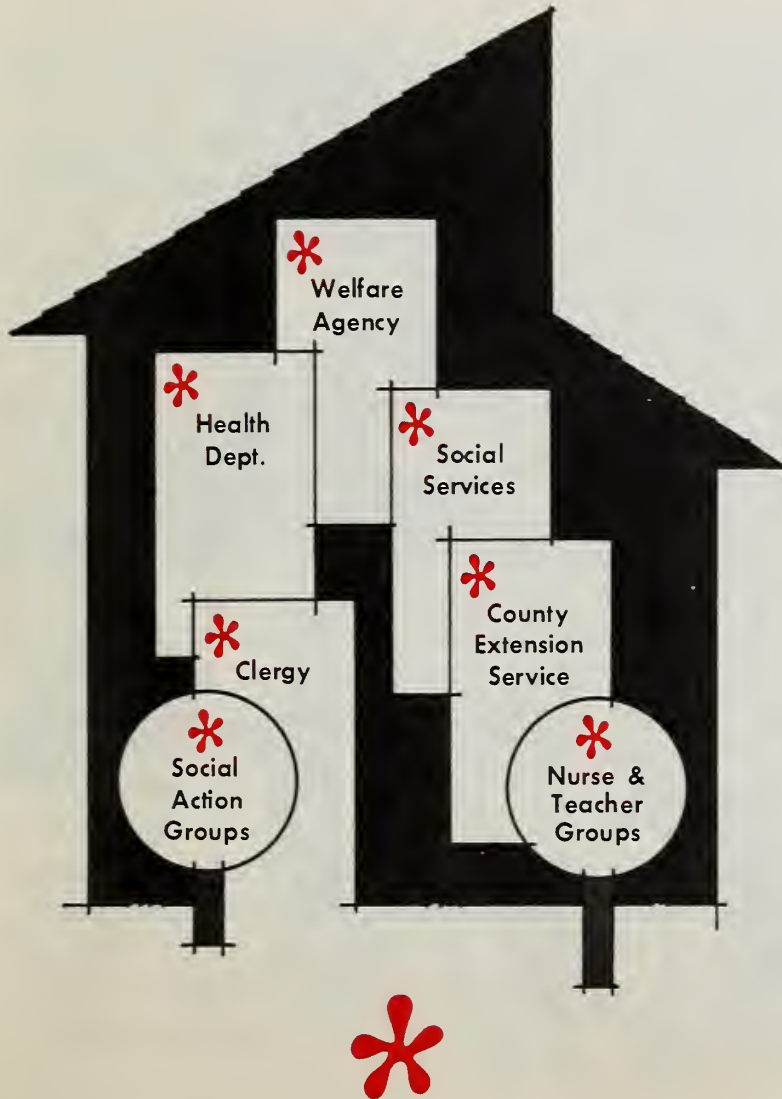 Welfare
Agency
Health
Dept.
Social
Services
County
Extension
Service
Clergy
Social
Action
Groups
Nurse &
Teacher
Groups